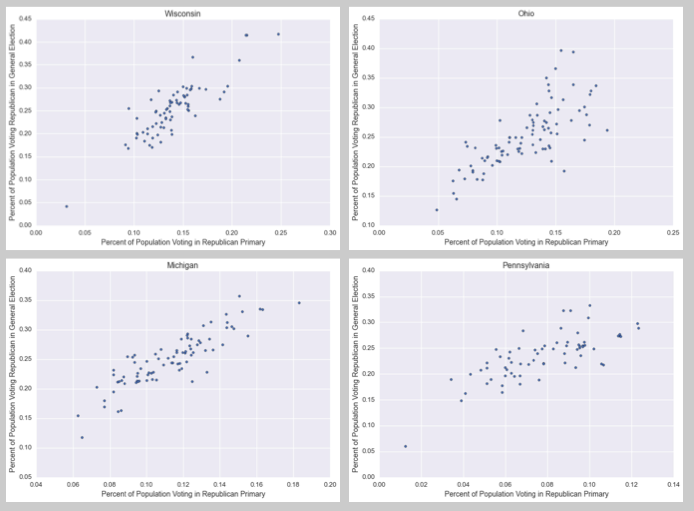 Wisconsin
Percent of Population Voting Republican in General Election
0.45
0.40
0.35
0.30
0.25
0.20
0.15
0.10
0.05
0.00
0.00 0.05 0.10 0.15 0.20 0.25 0.30
Percent of Population Voting in Republican Primary
Ohio
Percent of Population Voting Republican in General Election
0.45
0.40
0.35
0.30
0.25
0.20
0.15
0.10
0.00 0.05 0.10 0.15 0.20 0.25
Percent of Population Voting in Republican Primary
Michigan
Percent of Population Voting Republican in General Election
0.40
0.35
0.30
0.25
0.20
0.15
0.10
0.05
0.04 0.06 0.08 0.10 0.12 0.14 0.16 0.18 0.20
Percent of Population Voting in Republican Primary
Pennsylvania
Percent of Population Voting Republican in General Election
0.40
0.35
0.30
0.25
0.20
0.15
0.10
0.05
0.00
0.00 0.02 0.04 0.06 0.08 0.10 0.12 0.14
Percent of Population Voting in Republican Primary